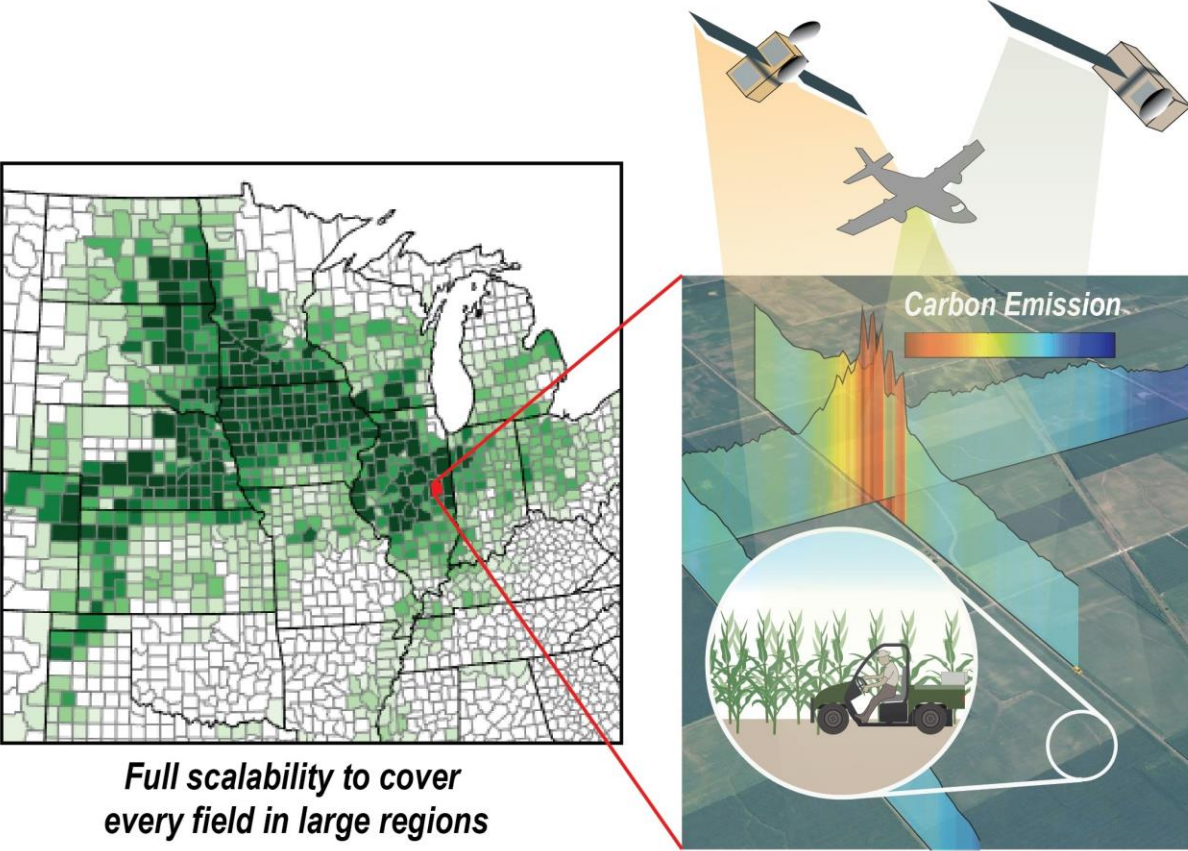 Carbon Emission
Full scalability to cover
every field in large regions